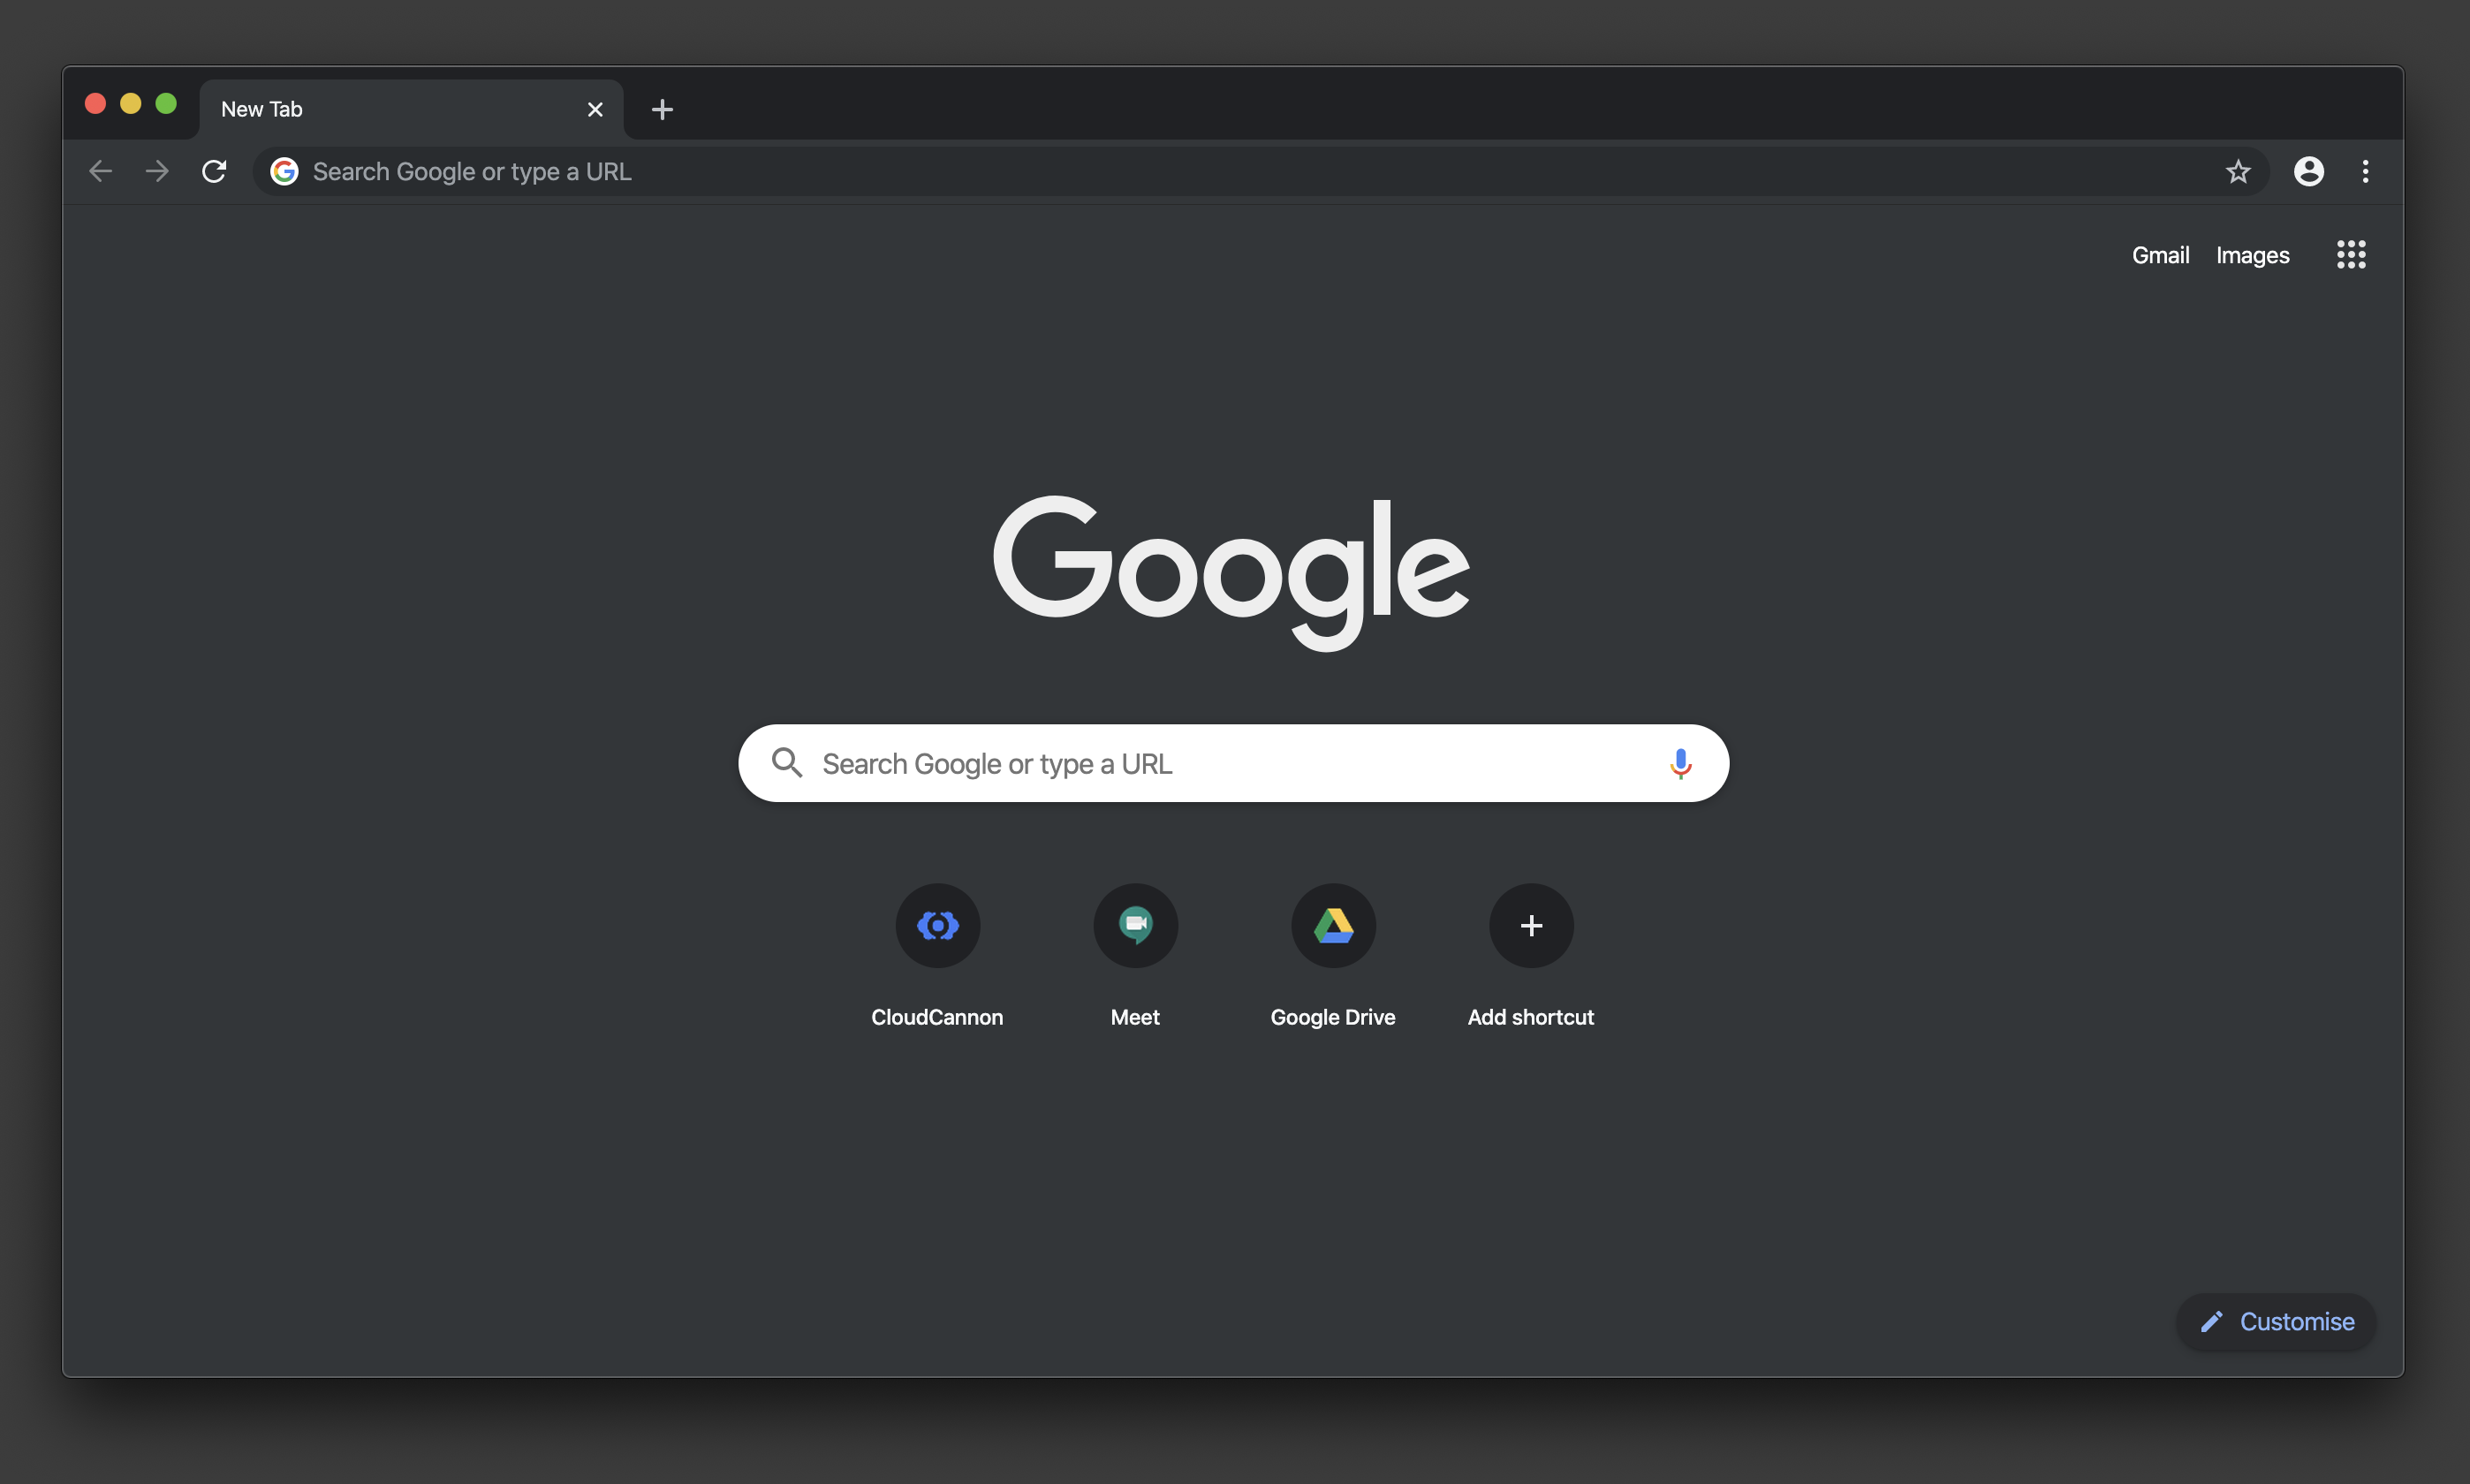 New Tab
Search Google or type a URL
Gmail Images
Google
Search Google or type a URL
CloudCannon Meet Google Drive Add shortcut
Customise